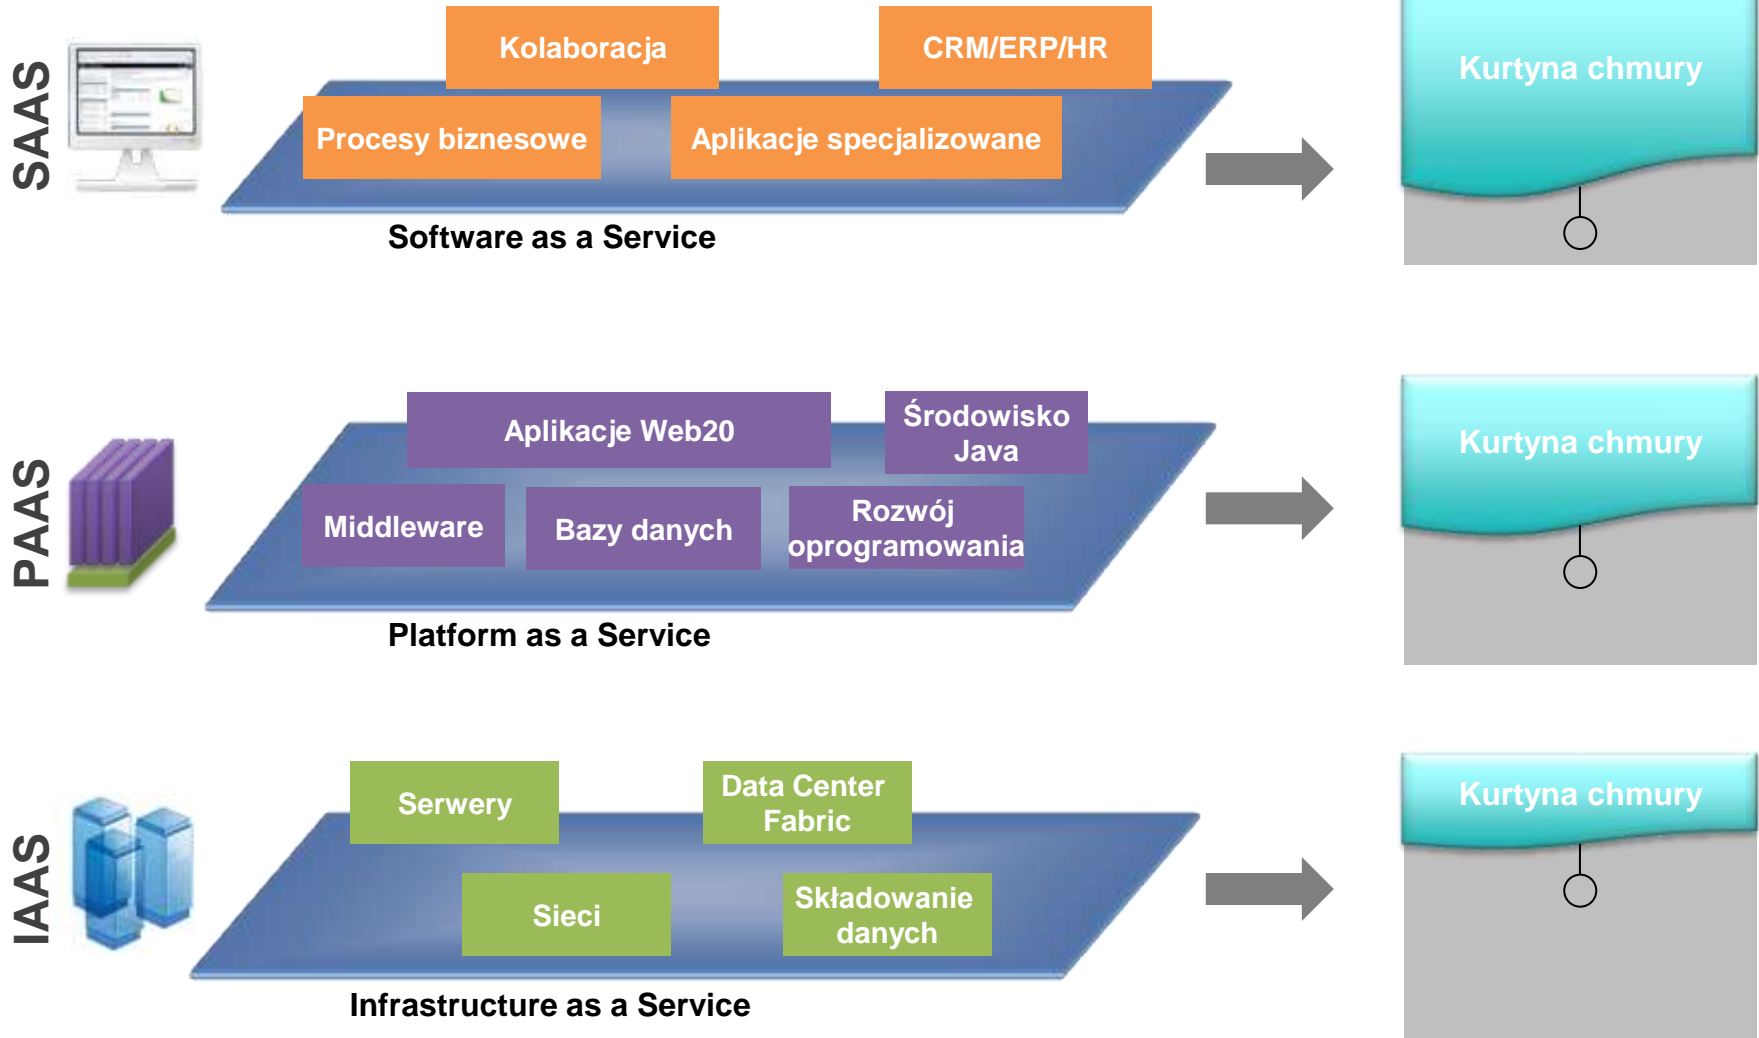 SAAS
Kolaboracja
CRM/ERP/HR
Procesy biznesowe
Aplikacje specjalizowane
Software as a Service
Kurtyna chmury
PAAS
Aplikacje Web20
Środowisko
Java
Middleware
Bazy danych
Rozwój
oprogramowania
Platform as a Service
Kurtyna chmury
IAAS
Serwery
Data Center
Fabric
Sieci
Składowanie
danych
Infrastructure as a Service
Kurtyna chmury